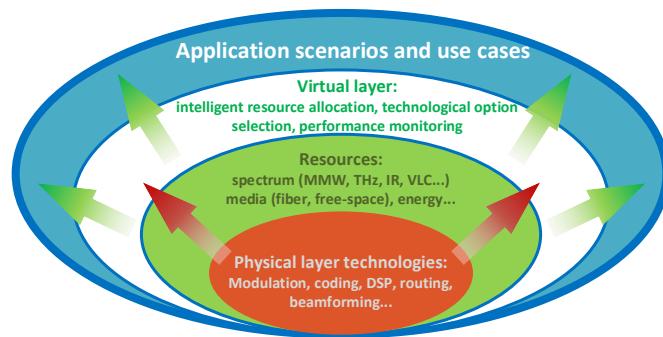 Application scenarios and use cases
Virtual layer:
intelligent resource allocation, technological option
selection, performance monitoring
Resources:
spectrum (MMW, THz, IR, VLC...)
media (fiber, free-space), energy...
Physical layer technologies:
Modulation, coding, DSP, routing,
beamforming...